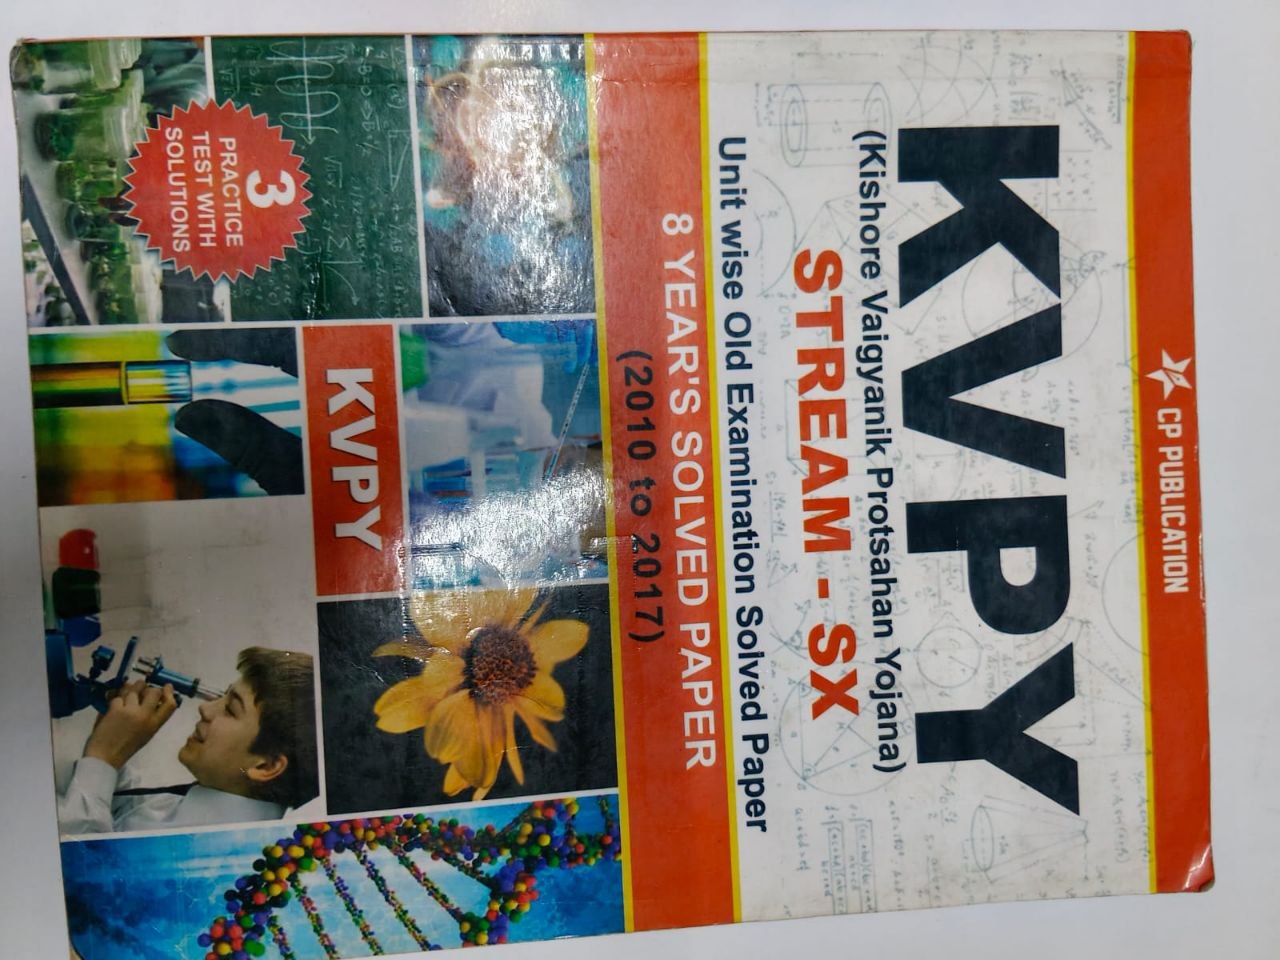 CP PUBLICATION
KVPY
(Kishore Vaigyanik Protsahan Yojana)
STREAM - SX
Unit wise Old Examination Solved Paper
8 YEAR'S SOLVED PAPER
(2010 to 2017)
3
PRACTICE
TEST WITH
SOLUTIONS
KVPY